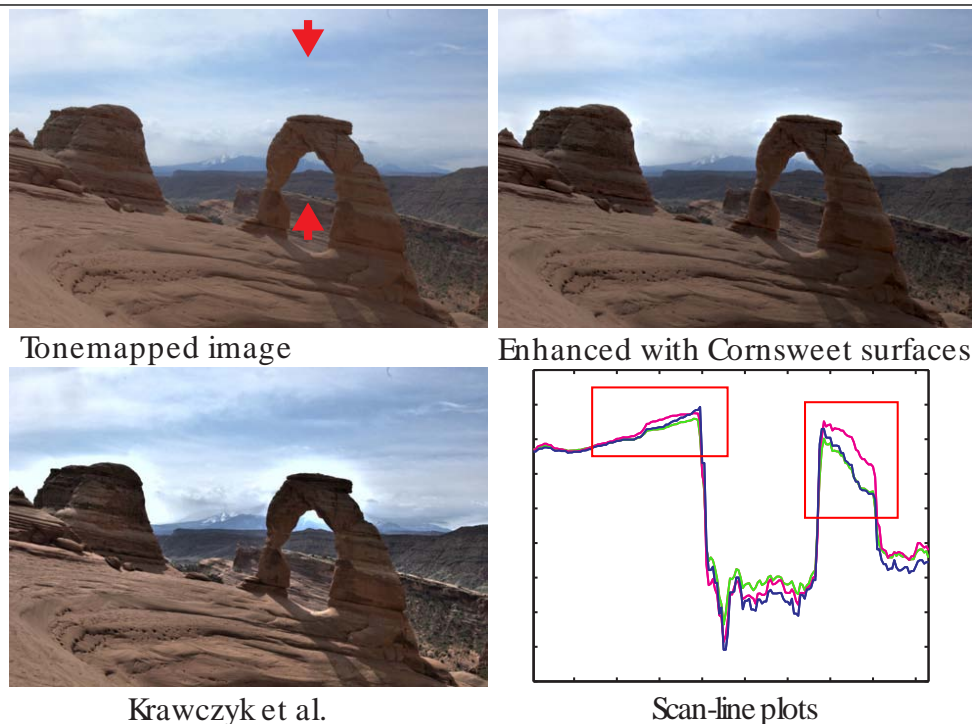 Tonemapped image
Enhanced with Cornsweet surfaces
Krawczyk et al.
Scan-line plots